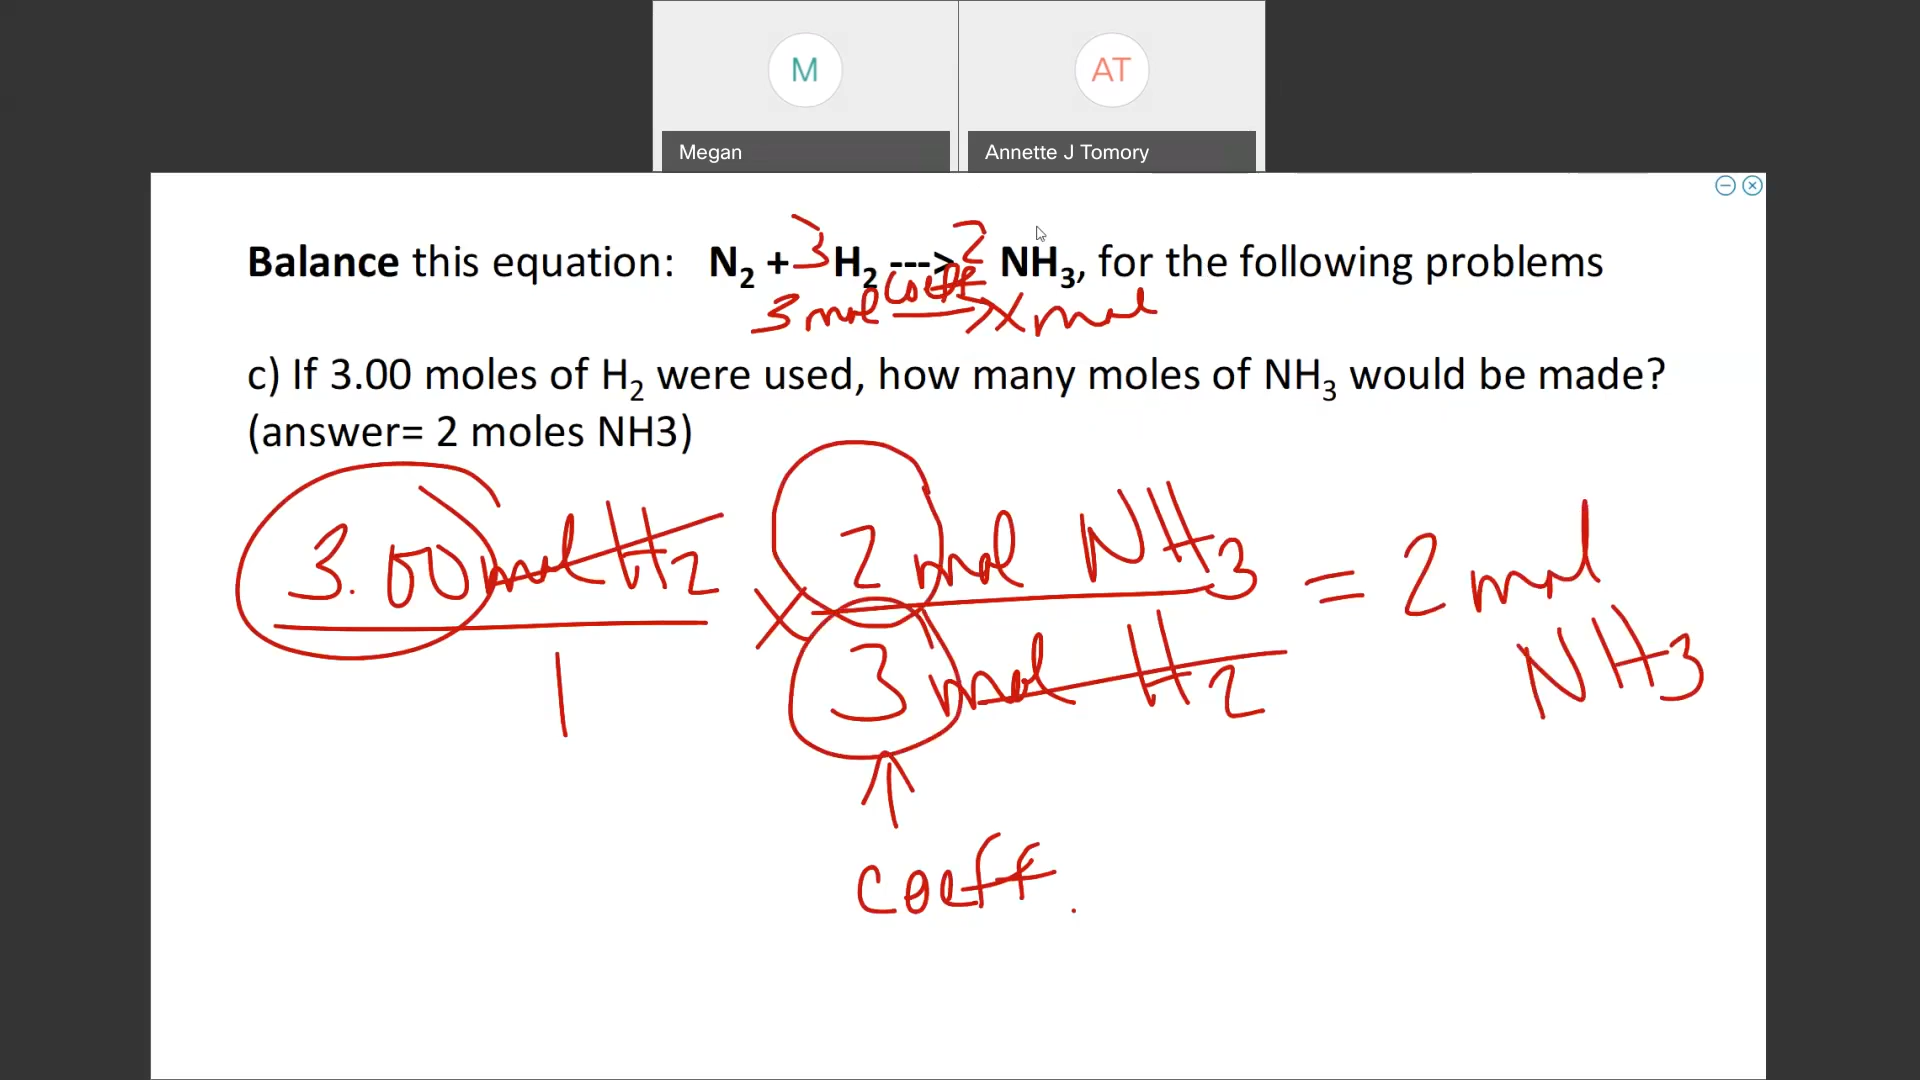 M AT
Megan Annette J Tomory
Balance this equation: N2 + 3 H2 ---> 2 NH3, for the following problems
3 mol coeff x mol
c) If 3.00 moles of H2 were used, how many moles of NH3 would be made?
(answer= 2 moles NH3)
3.00 mol H2 x 2 mol NH3 = 2 mol
1 3 mol H2 NH3
coeff.